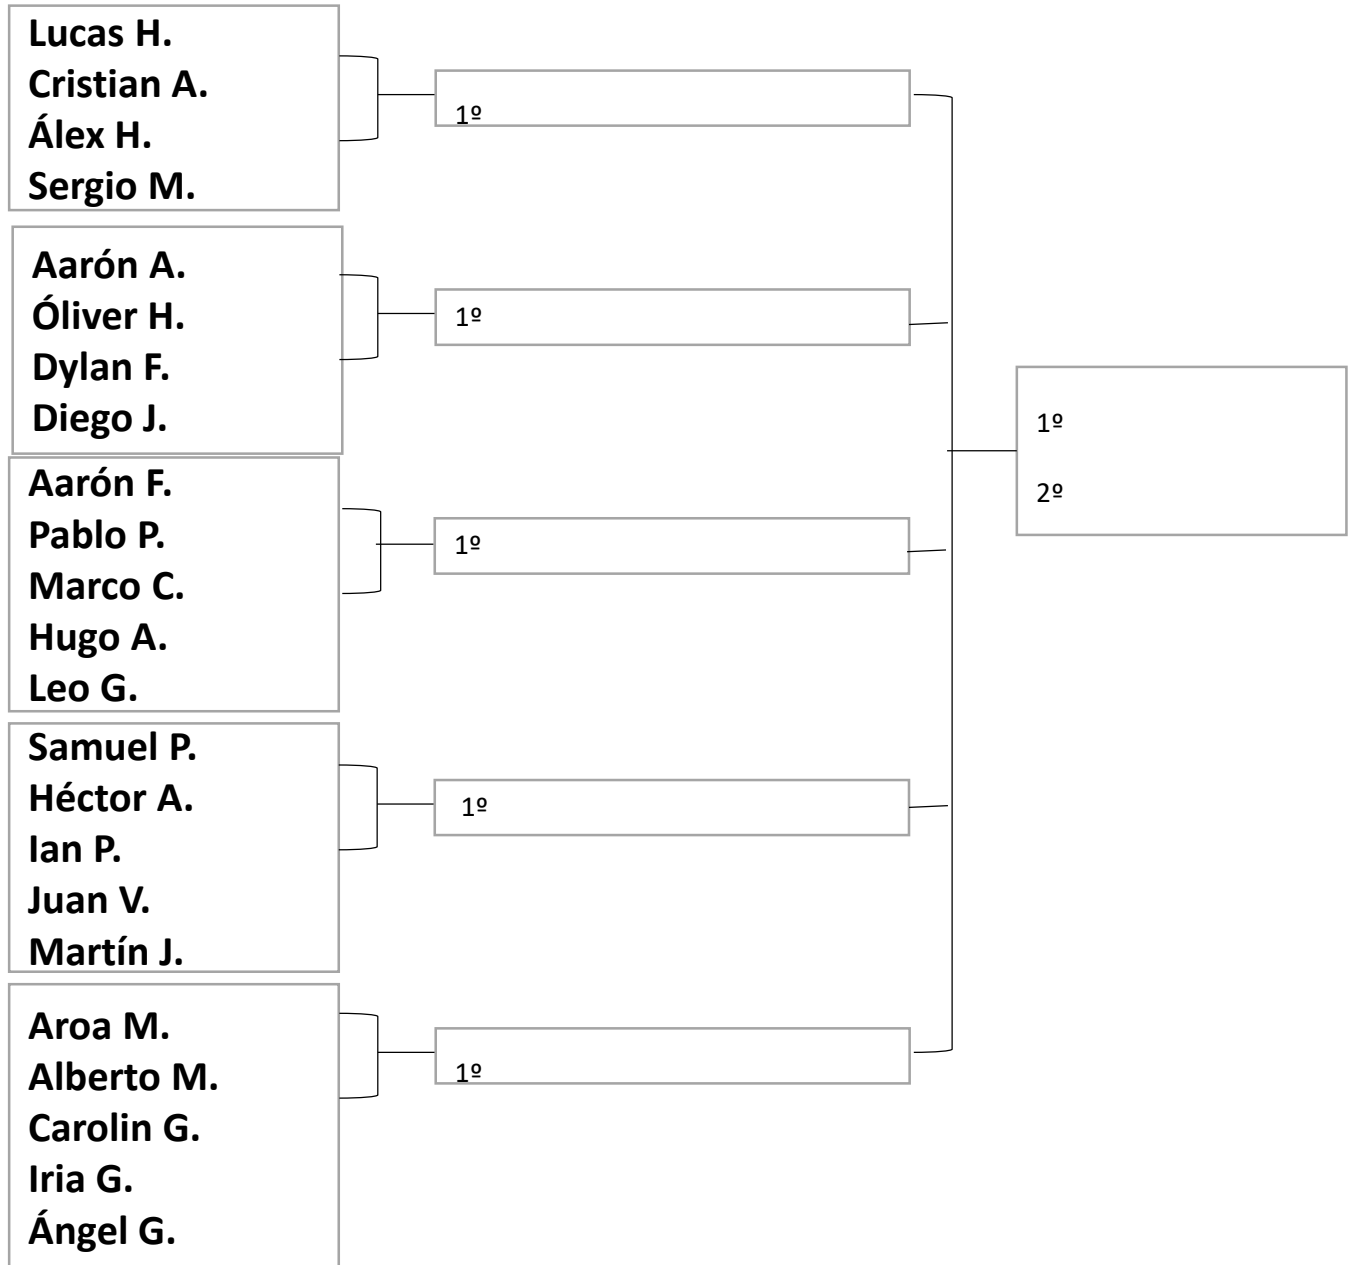 Lucas H.
Cristian A.
Álex H.
Sergio M.
1º
Aarón A.
Óliver H.
Dylan F.
Diego J.
1º
Aarón F.
Pablo P.
Marco C.
Hugo A.
Leo G.
1º
Samuel P.
Héctor A.
Ian P.
Juan V.
Martín J.
1º
Aroa M.
Alberto M.
Carolin G.
Iria G.
Ángel G.
1º
1º
2º